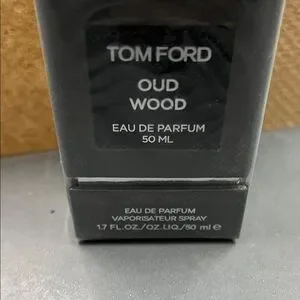 TOM FORD
OUD
WOOD
EAU DE PARFUM
50 ML
EAU DE PARFUM
VAPORISATEUR SPRAY
1.7 FL.OZ./OZ.LIQ./50 ml ℮